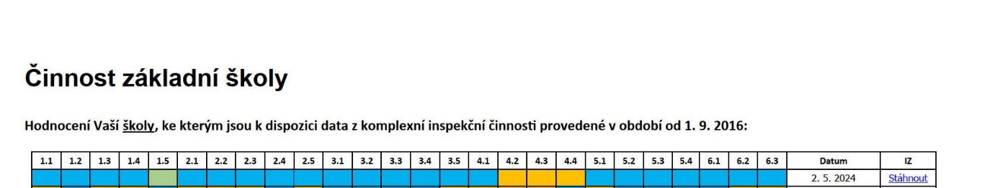 Činnost základní školy
Hodnocení Vaší školy, ke kterým jsou k dispozici data z komplexní inspekční činnosti provedené v období od 1. 9. 2016:
1.1 1.2 1.3 1.4 1.5 2.1 2.2 2.3 2.4 2.5 3.1 3.2 3.3 3.4 3.5 4.1 4.2 4.3 4.4 5.1 5.2 5.3 5.4 6.1 6.2 6.3 Datum IZ
2. 5. 2024 Stáhnout